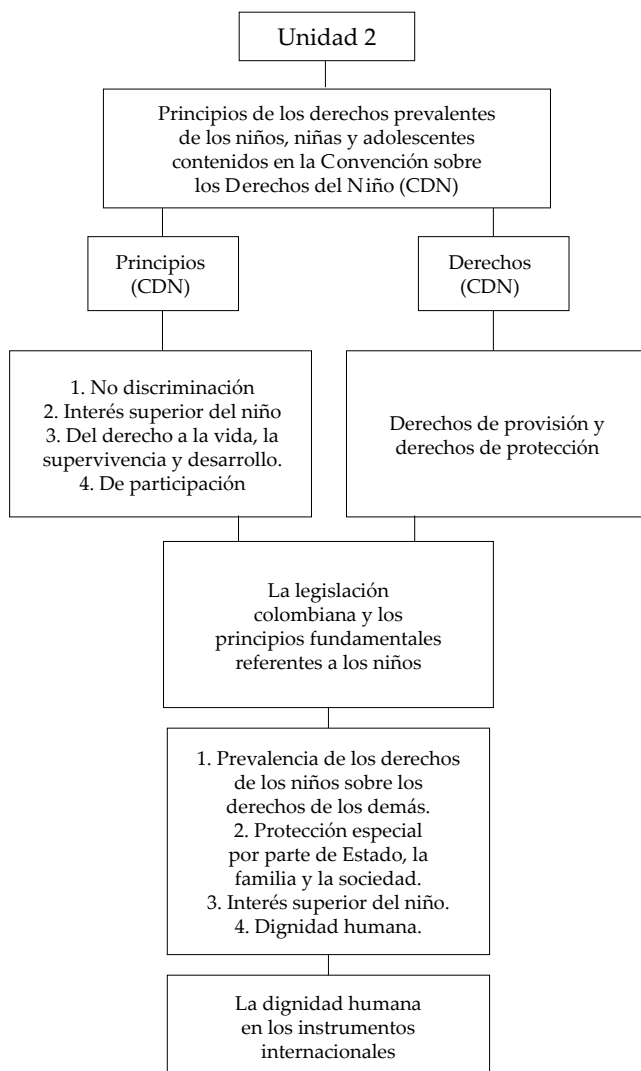 Unidad 2
Principios de los derechos prevalentes
de los niños, niñas y adolescentes
contenidos en la Convención sobre
los Derechos del Niño (CDN)
Principios
(CDN)
Derechos
(CDN)
1. No discriminación
2. Interés superior del niño
3. Del derecho a la vida, la
supervivencia y desarrollo.
4. De participación
Derechos de provisión y
derechos de protección
La legislación
colombiana y los
principios fundamentales
referentes a los niños
1. Prevalencia de los derechos
de los niños sobre los
derechos de los demás.
2. Protección especial
por parte de Estado, la
familia y la sociedad.
3. Interés superior del niño.
4. Dignidad humana.
La dignidad humana
en los instrumentos
internacionales